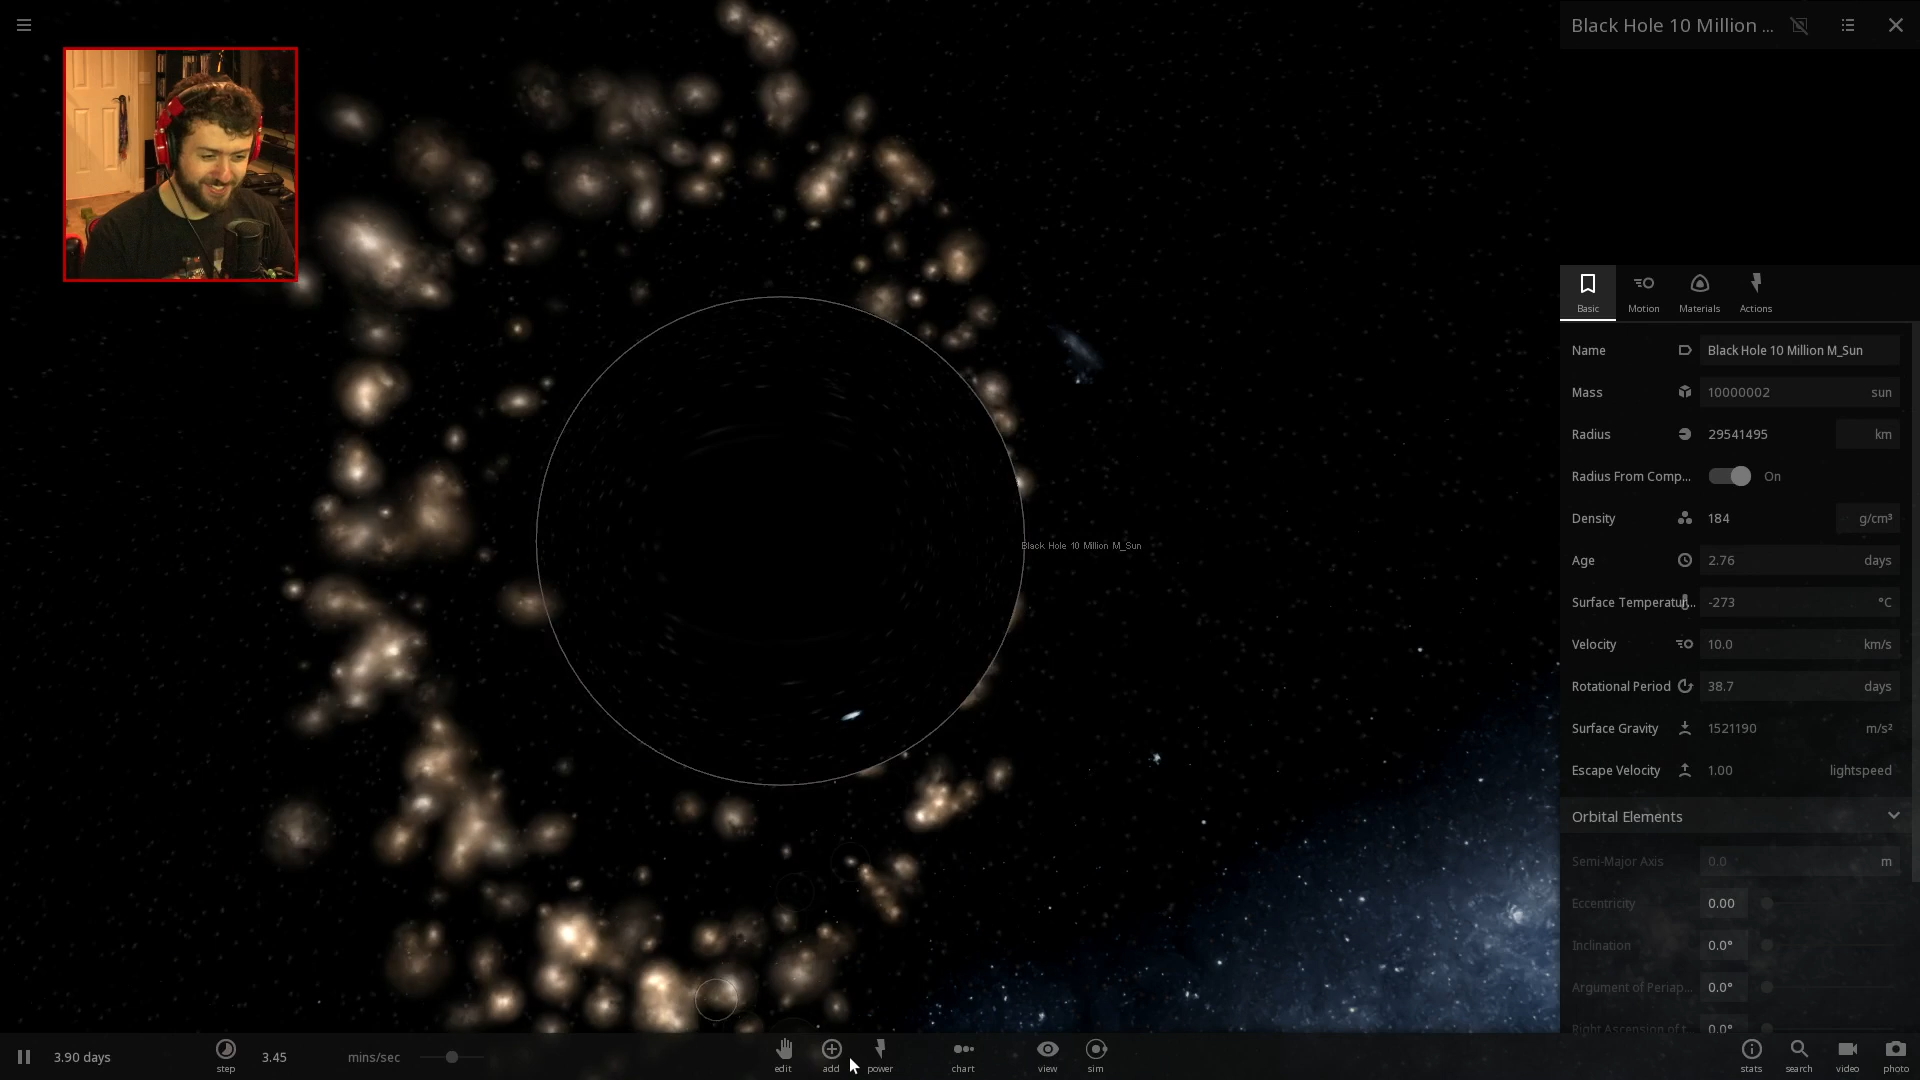 Black Hole 10 Million ...
Basic
Motion
Materials
Actions
Name
Black Hole 10 Million M_Sun
Mass
10000002 sun
Radius
29541495 km
Radius From Comp...
On
Density
184 g/cm³
Age
2.76 days
Surface Temperatur...
-273 °C
Velocity
10.0 km/s
Rotational Period
38.7 days
Surface Gravity
1521190 m/s²
Escape Velocity
1.00 lightspeed
Orbital Elements
Semi-Major Axis
0.0 m
Eccentricity
0.00
Inclination
0.0°
Argument of Periap...
0.0°
Right Ascension of t...
0.0°
Black Hole 10 Million M_Sun
3.90 days
step
3.45 mins/sec
edit
add
power
chart
view
sim
stats
search
video
photo